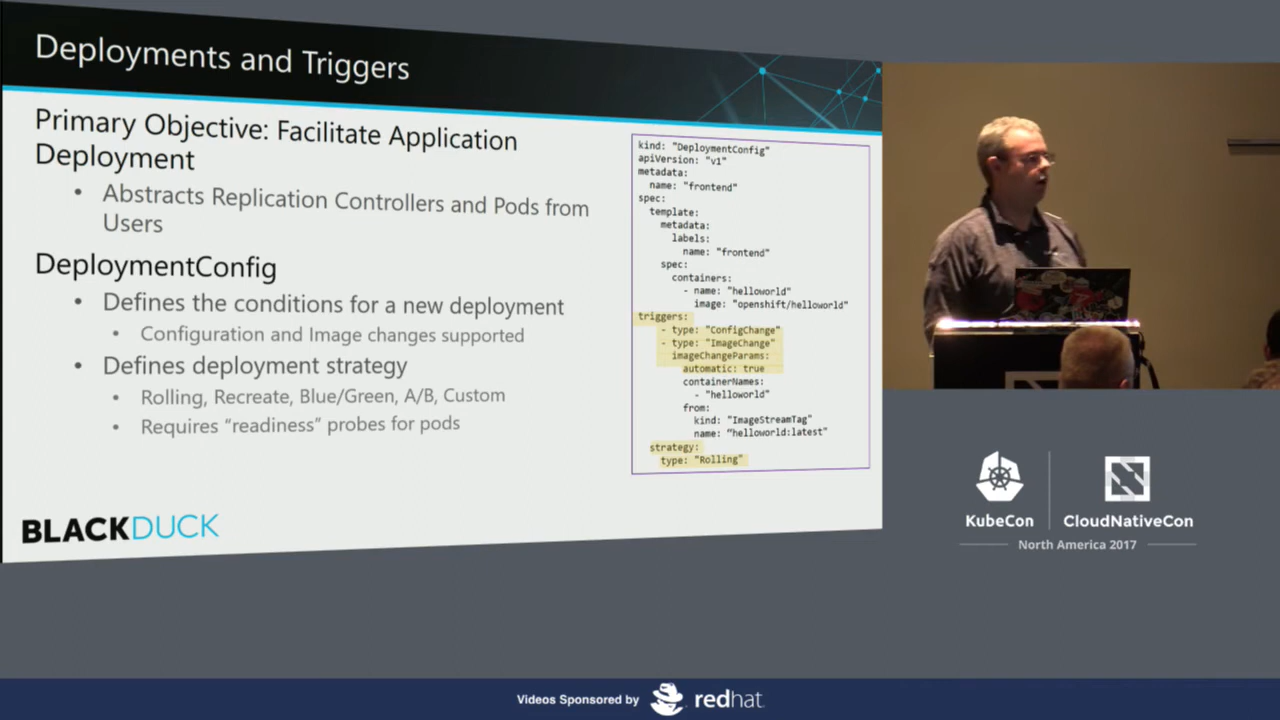 Deployments and Triggers
Primary Objective: Facilitate Application
Deployment
• Abstracts Replication Controllers and Pods from
Users
DeploymentConfig
• Defines the conditions for a new deployment
• Configuration and Image changes supported
• Defines deployment strategy
• Rolling, Recreate, Blue/Green, A/B, Custom
• Requires “readiness” probes for pods
kind: "DeploymentConfig"
apiVersion: "v1"
metadata:
name: "frontend"
spec:
template:
metadata:
labels:
name: "frontend"
spec:
containers:
- name: "helloworld"
image: "openshift/helloworld"
triggers:
- type: "ConfigChange"
- type: "ImageChange"
imageChangeParams:
automatic: true
containerNames:
- "helloworld"
from:
kind: "ImageStreamTag"
name: "helloworld:latest"
strategy:
type: "Rolling"
BLACKDUCK
KubeCon
CloudNativeCon
North America 2017
Videos Sponsored by
redhat.